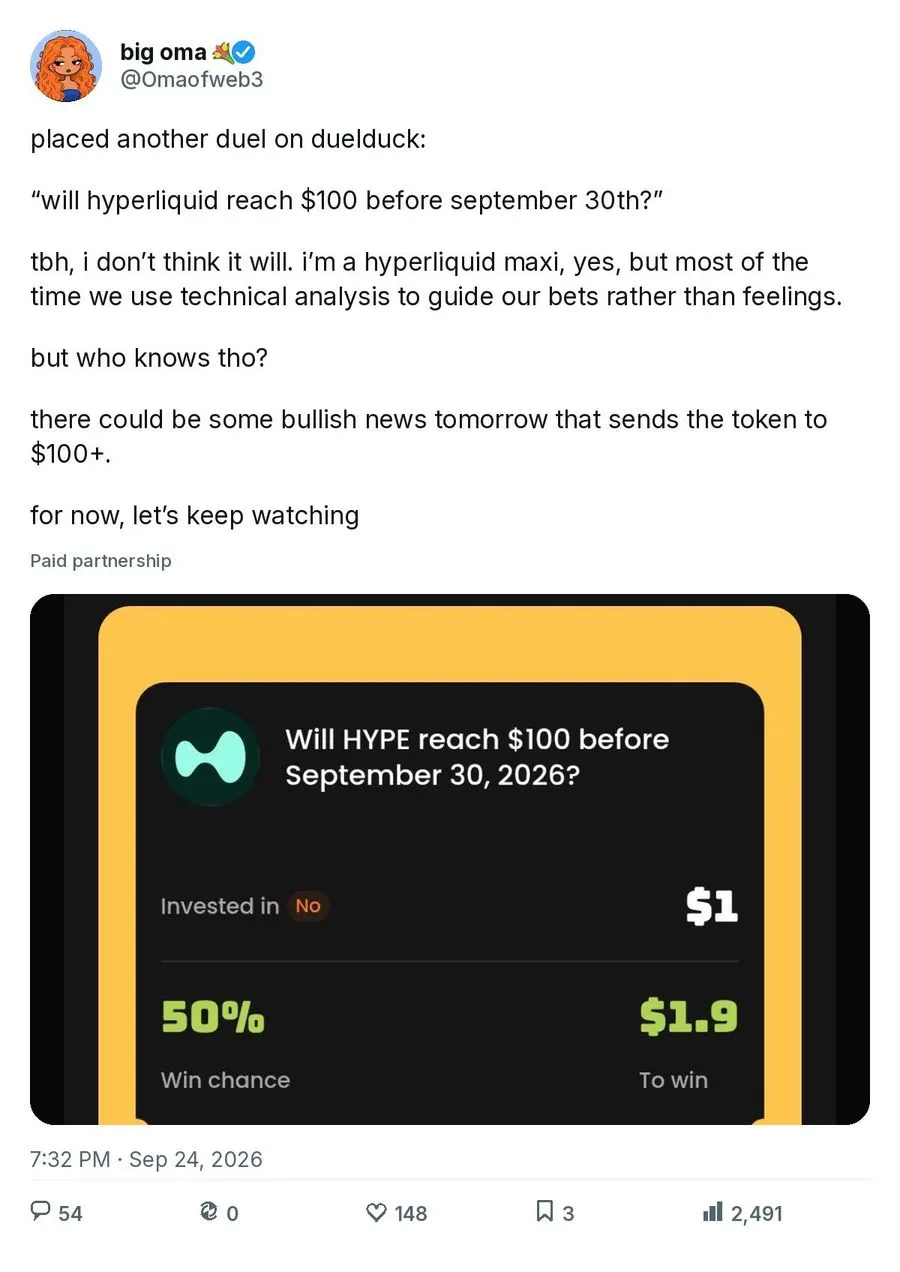 big oma
@Omaofweb3
placed another duel on duelduck:
“will hyperliquid reach $100 before september 30th?”
tbh, i don’t think it will. i’m a hyperliquid maxi, yes, but most of the
time we use technical analysis to guide our bets rather than feelings.
but who knows tho?
there could be some bullish news tomorrow that sends the token to
$100+.
for now, let’s keep watching
Paid partnership
Will HYPE reach $100 before
September 30, 2026?
Invested in No
$1
50%
$1.9
Win chance
To win
7:32 PM · Sep 24, 2026
54
0
148
3
2,491